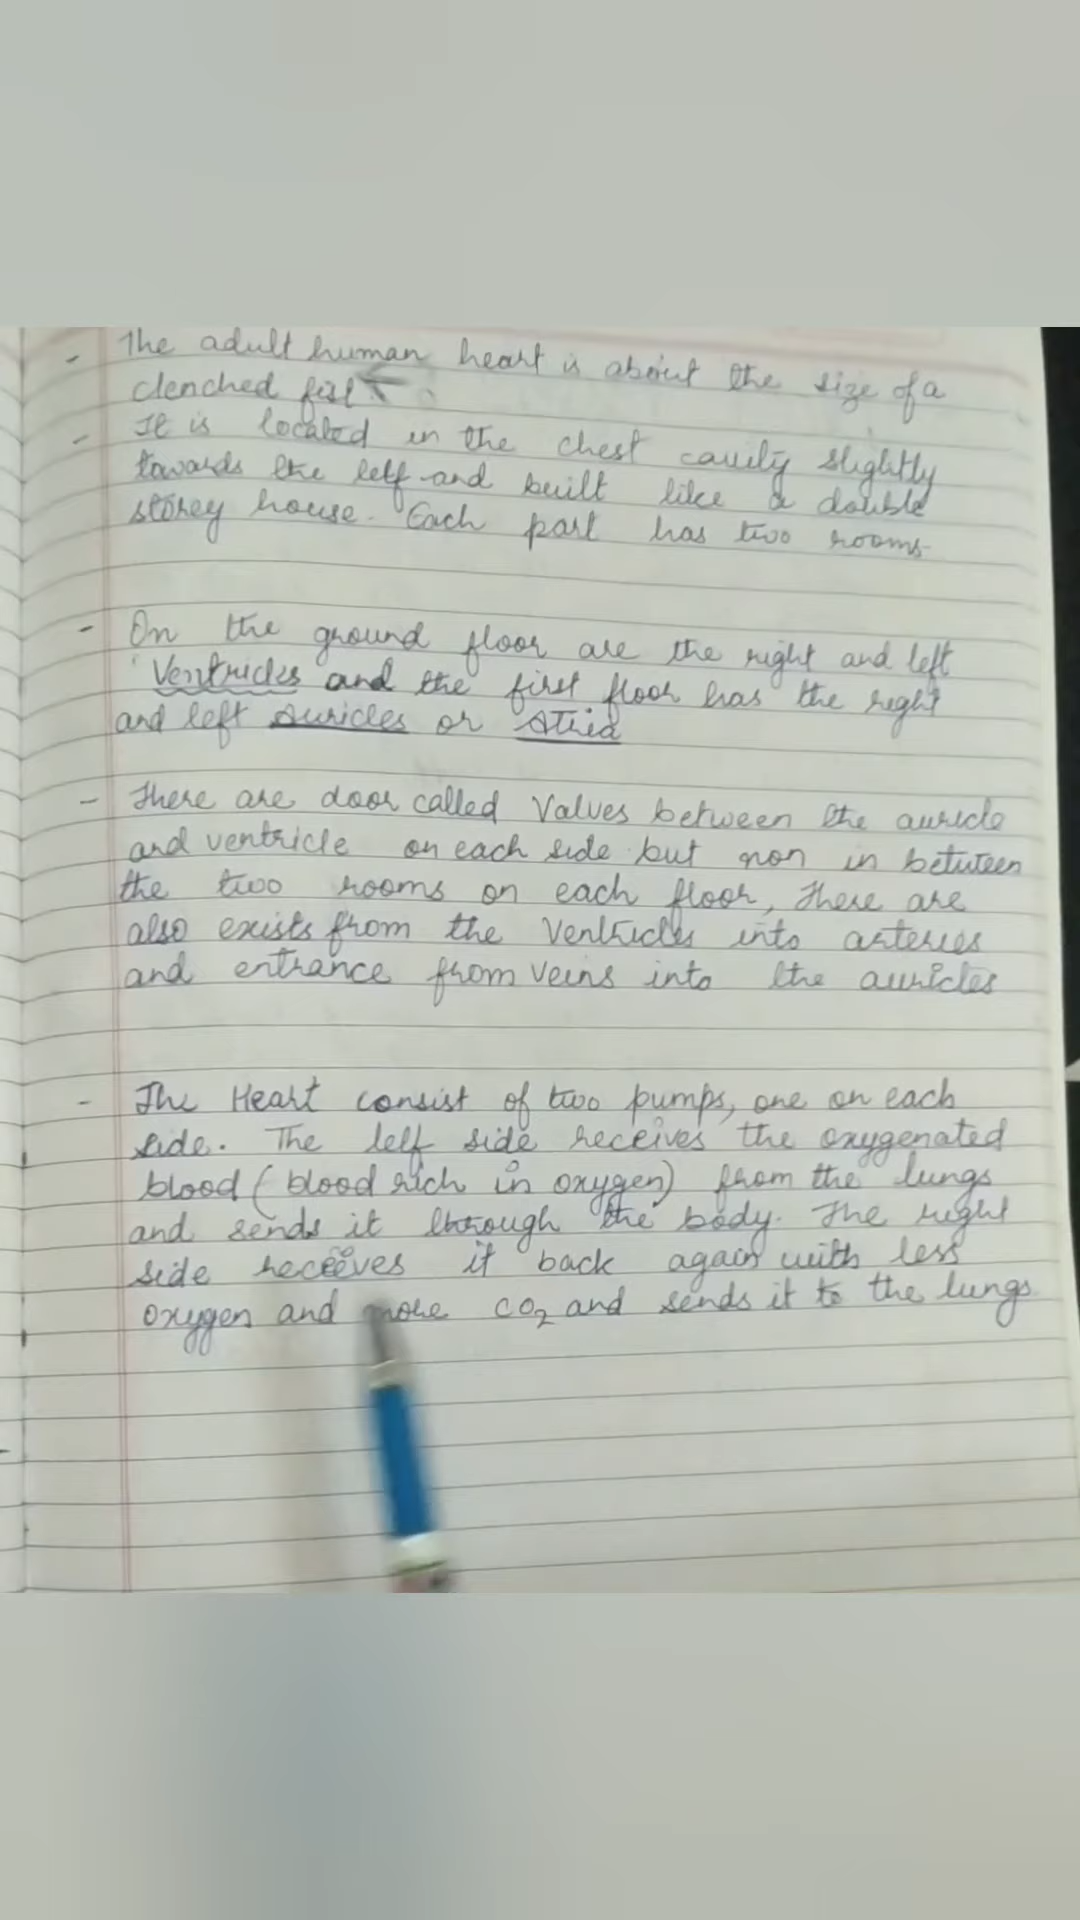 - The adult human heart is about the size of a
clenched fist
- It is located in the chest cavity slightly
towards the left and built like a double
storey house. Each part has two rooms
- On the ground floor are the right and left
Ventricles and the first floor has the right
and left auricles or atria
- There are door called Valves between the auricle
and ventricle on each side but non in between
the two rooms on each floor, There are
also exists from the Ventricles into arteries
and entrance from veins into the auricles
- The Heart consist of two pumps, one on each
side. The left side receives the oxygenated
blood (blood rich in oxygen) from the lungs
and sends it through the body. The right
side receives it back again with less
oxygen and more CO2 and sends it to the lungs